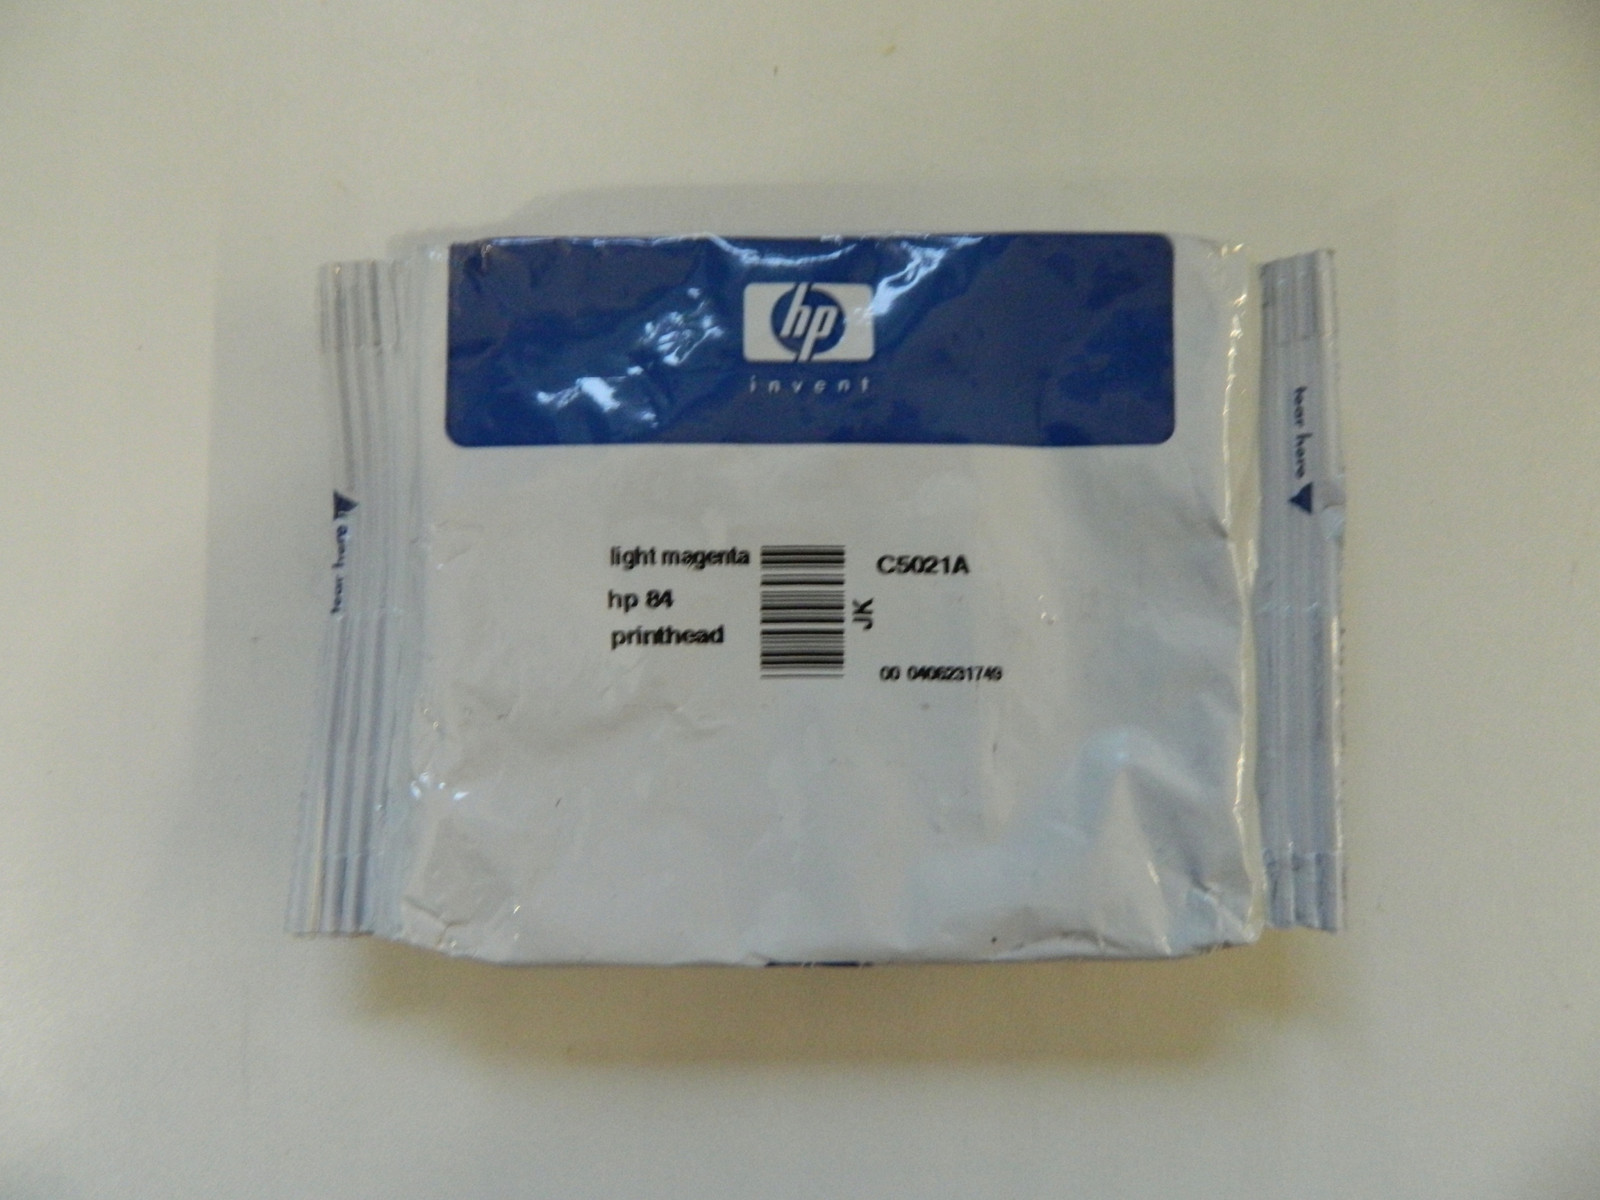 hp
invent
light magenta
hp 84
printhead
C5021A
JK
00 0406231749
tear here
tear here